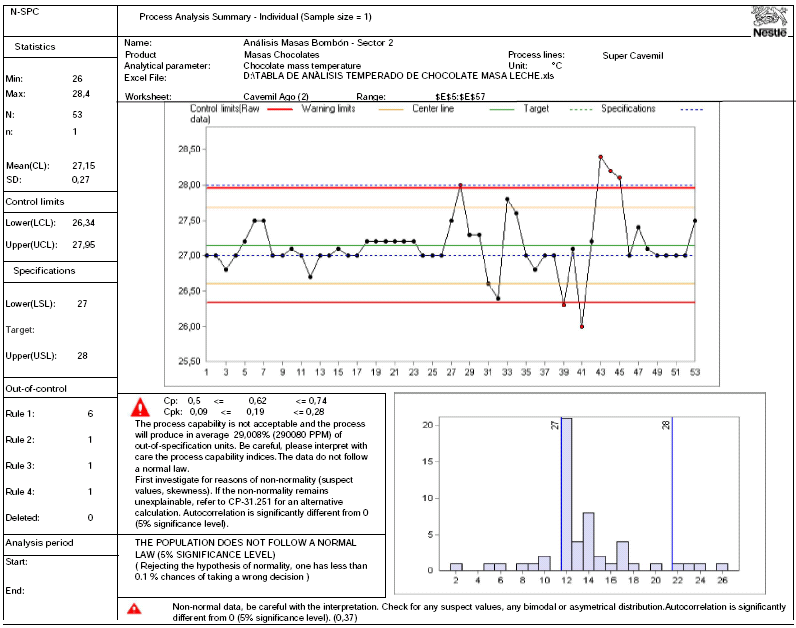 N-SPC
Process Analysis Summary - Individual (Sample size = 1)
Nestlé
Statistics
Min: 26
Max: 28,4
N: 53
n: 1
Mean(CL): 27,15
SD: 0,27
Control limits
Lower(LCL): 26,34
Upper(UCL): 27,95
Specifications
Lower(LSL): 27
Target:
Upper(USL): 28
Out-of-control
Rule 1: 6
Rule 2: 1
Rule 3: 1
Rule 4: 1
Deleted: 0
Analysis period
Start:
End:
Name: Análisis Masas Bombón - Sector 2
Product Masas Chocolates Process lines: Super Cavemil
Analytical parameter: Chocolate mass temperature Unit: °C
Excel File: D:\TABLA DE ANÀLISIS TEMPERADO DE CHOCOLATE MASA LECHE.xls
Worksheet: Cavemil Ago (2) Range: $E$5:$E$57
Control limits(Raw data) Warning limits Center line Target Specifications
28,50
28,00
27,50
27,00
26,50
26,00
25,50
1 3 5 7 9 11 13 15 17 19 21 23 25 27 29 31 33 35 37 39 41 43 45 47 49 51 53
Cp: 0,5 <= 0,62 <= 0,74
Cpk: 0,09 <= 0,19 <= 0,28
The process capability is not acceptable and the process
will produce in average 29,008% (290080 PPM) of
out-of-specification units. Be careful, please interpret with
care the process capability indices.The data do not follow
a normal law.
First investigate for reasons of non-normality (suspect
values, skewness). If the non-normality remains
unexplainable, refer to CP-31.251 for an alternative
calculation. Autocorrelation is significantly different from 0
(5% significance level).
THE POPULATION DOES NOT FOLLOW A NORMAL
LAW (5% SIGNIFICANCE LEVEL)
( Rejecting the hypothesis of normality, one has less than
0.1 % chances of taking a wrong decision )
27 28
20
15
10
5
0
2 4 6 8 10 12 14 16 18 20 22 24 26
Non-normal data, be careful with the interpretation. Check for any suspect values, any bimodal or asymetrical distribution.Autocorrelation is significantly
different from 0 (5% significance level). (0,37)